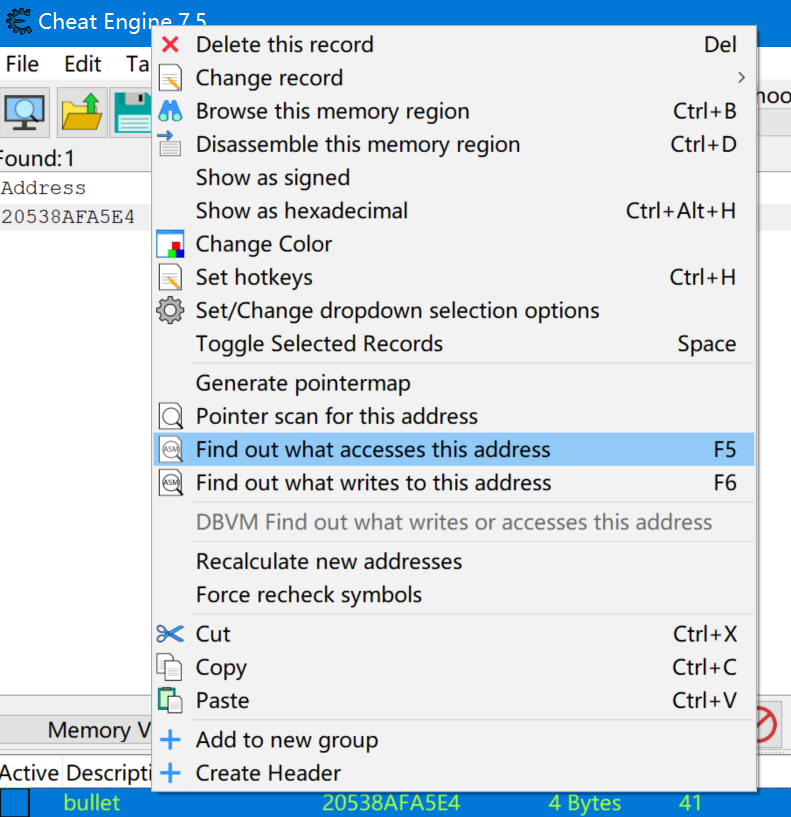 Cheat Engine 7.5
Delete this record Del
File Edit Ta
Change record
Browse this memory region Ctrl+B
Disassemble this memory region Ctrl+D
Found:1
Show as signed
Address
Show as hexadecimal Ctrl+Alt+H
20538AFA5E4
Change Color
Set hotkeys Ctrl+H
Set/Change dropdown selection options
Toggle Selected Records Space
Generate pointermap
Pointer scan for this address
ASM Find out what accesses this address F5
ASM Find out what writes to this address F6
DBVM Find out what writes or accesses this address
Recalculate new addresses
Force recheck symbols
Cut Ctrl+X
Copy Ctrl+C
Paste Ctrl+V
Memory V
Add to new group
Active Descripti
Create Header
bullet 20538AFA5E4 4 Bytes 41